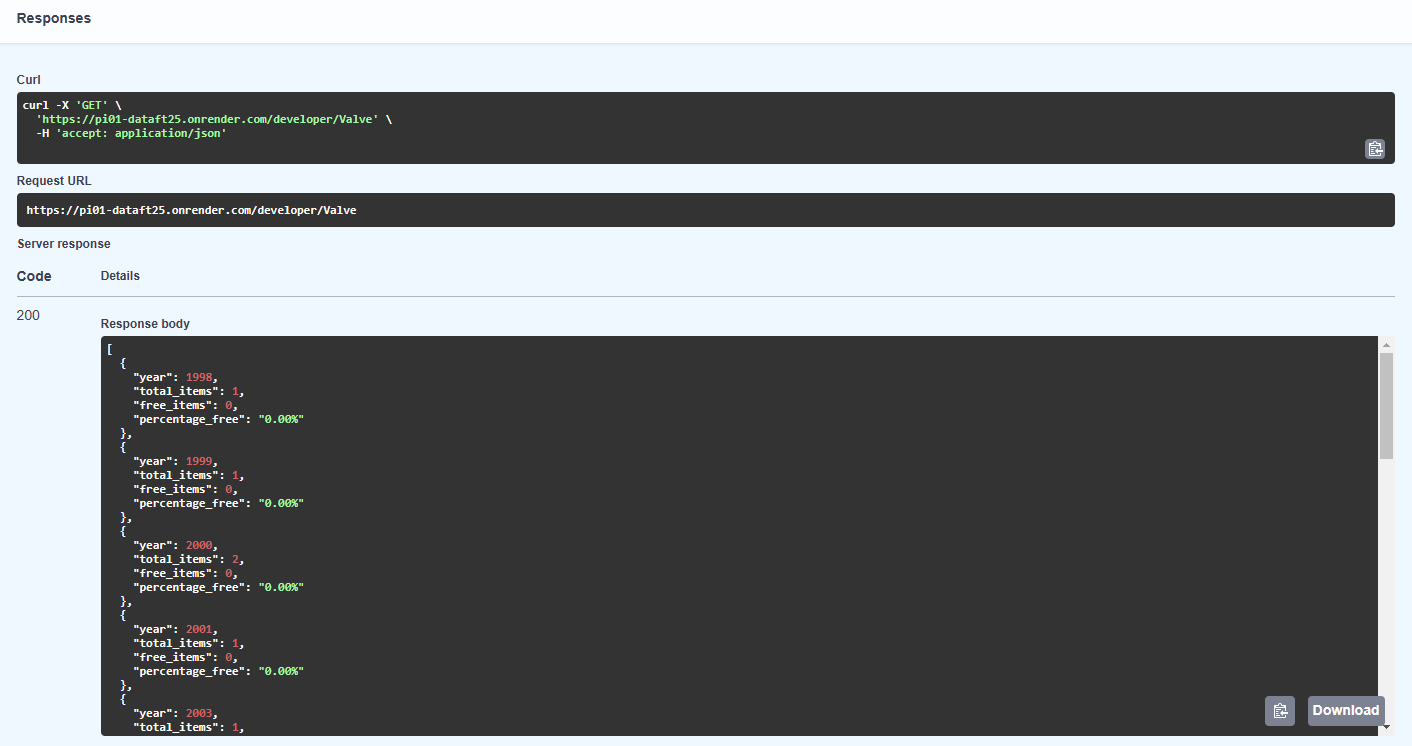 Responses
Curl
curl -X 'GET' \
  'https://pi01-dataft25.onrender.com/developer/Valve' \
  -H 'accept: application/json'
Request URL
https://pi01-dataft25.onrender.com/developer/Valve
Server response
Code Details
200
Response body
[
  {
    "year": 1998,
    "total_items": 1,
    "free_items": 0,
    "percentage_free": "0.00%"
  },
  {
    "year": 1999,
    "total_items": 1,
    "free_items": 0,
    "percentage_free": "0.00%"
  },
  {
    "year": 2000,
    "total_items": 2,
    "free_items": 0,
    "percentage_free": "0.00%"
  },
  {
    "year": 2001,
    "total_items": 1,
    "free_items": 0,
    "percentage_free": "0.00%"
  },
  {
    "year": 2003,
    "total_items": 1,
Download